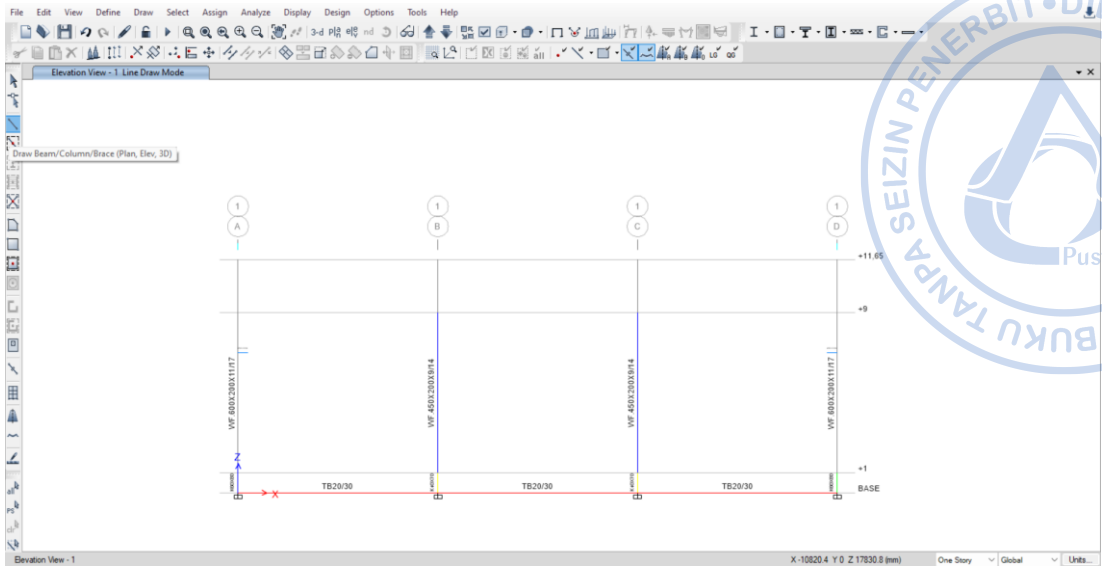 File Edit View Define Draw Select Assign Analyze Display Design Options Tools Help
3-d
nd
all
Elevation View - 1 Line Draw Mode
Draw Beam/Column/Brace (Plan, Elev, 3D)
1 1 1 1
A B C D
+11,65
+9
WF 600X200X11/17
WF 450X200X9/14
WF 450X200X9/14
WF 600X200X11/17
Z
+1
TB20/30 TB20/30 TB20/30 BASE
X
Elevation View - 1
X -10820.4 Y 0 Z 17830.8 (mm) One Story Global Units...
PENERBIT
SEIZIN
TANPA
BUKU
Pus